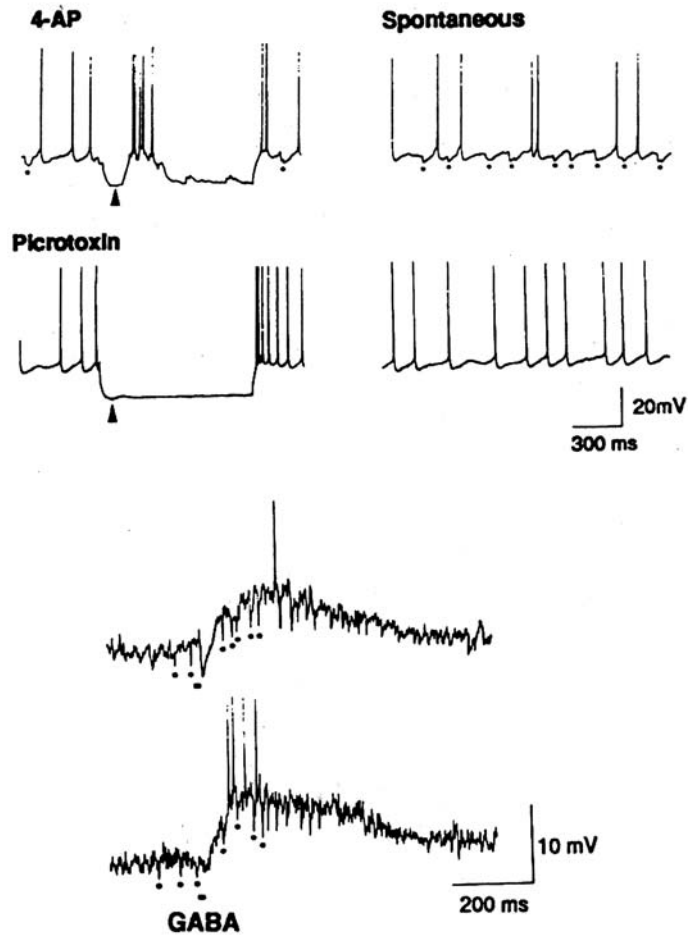 4-AP
Spontaneous
Picrotoxin
20mV
300 ms
10 mV
200 ms
GABA